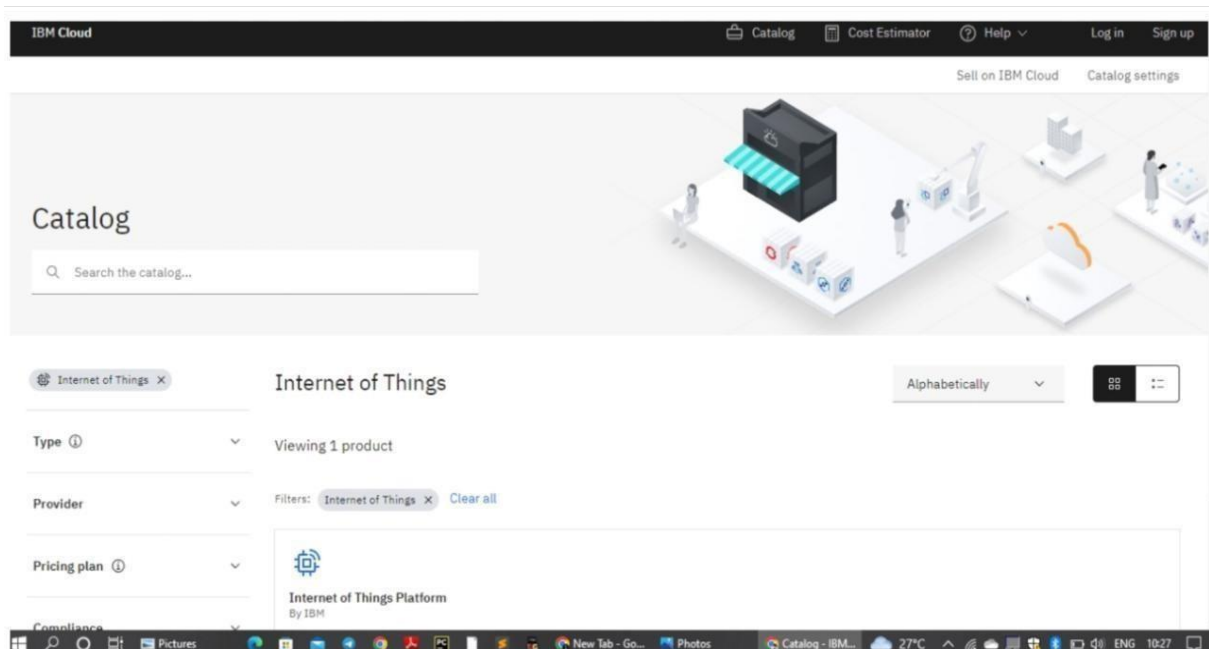 IBM Cloud Catalog Cost Estimator Help Log in Sign up
Sell on IBM Cloud Catalog settings
Catalog
Search the catalog...
Internet of Things
Internet of Things Alphabetically
Type
Viewing 1 product
Provider
Filters: Internet of Things Clear all
Pricing plan
Internet of Things Platform
By IBM
Compliance
Pictures New Tab - Go... Photos Catalog - IBM... 27°C ENG 10:27